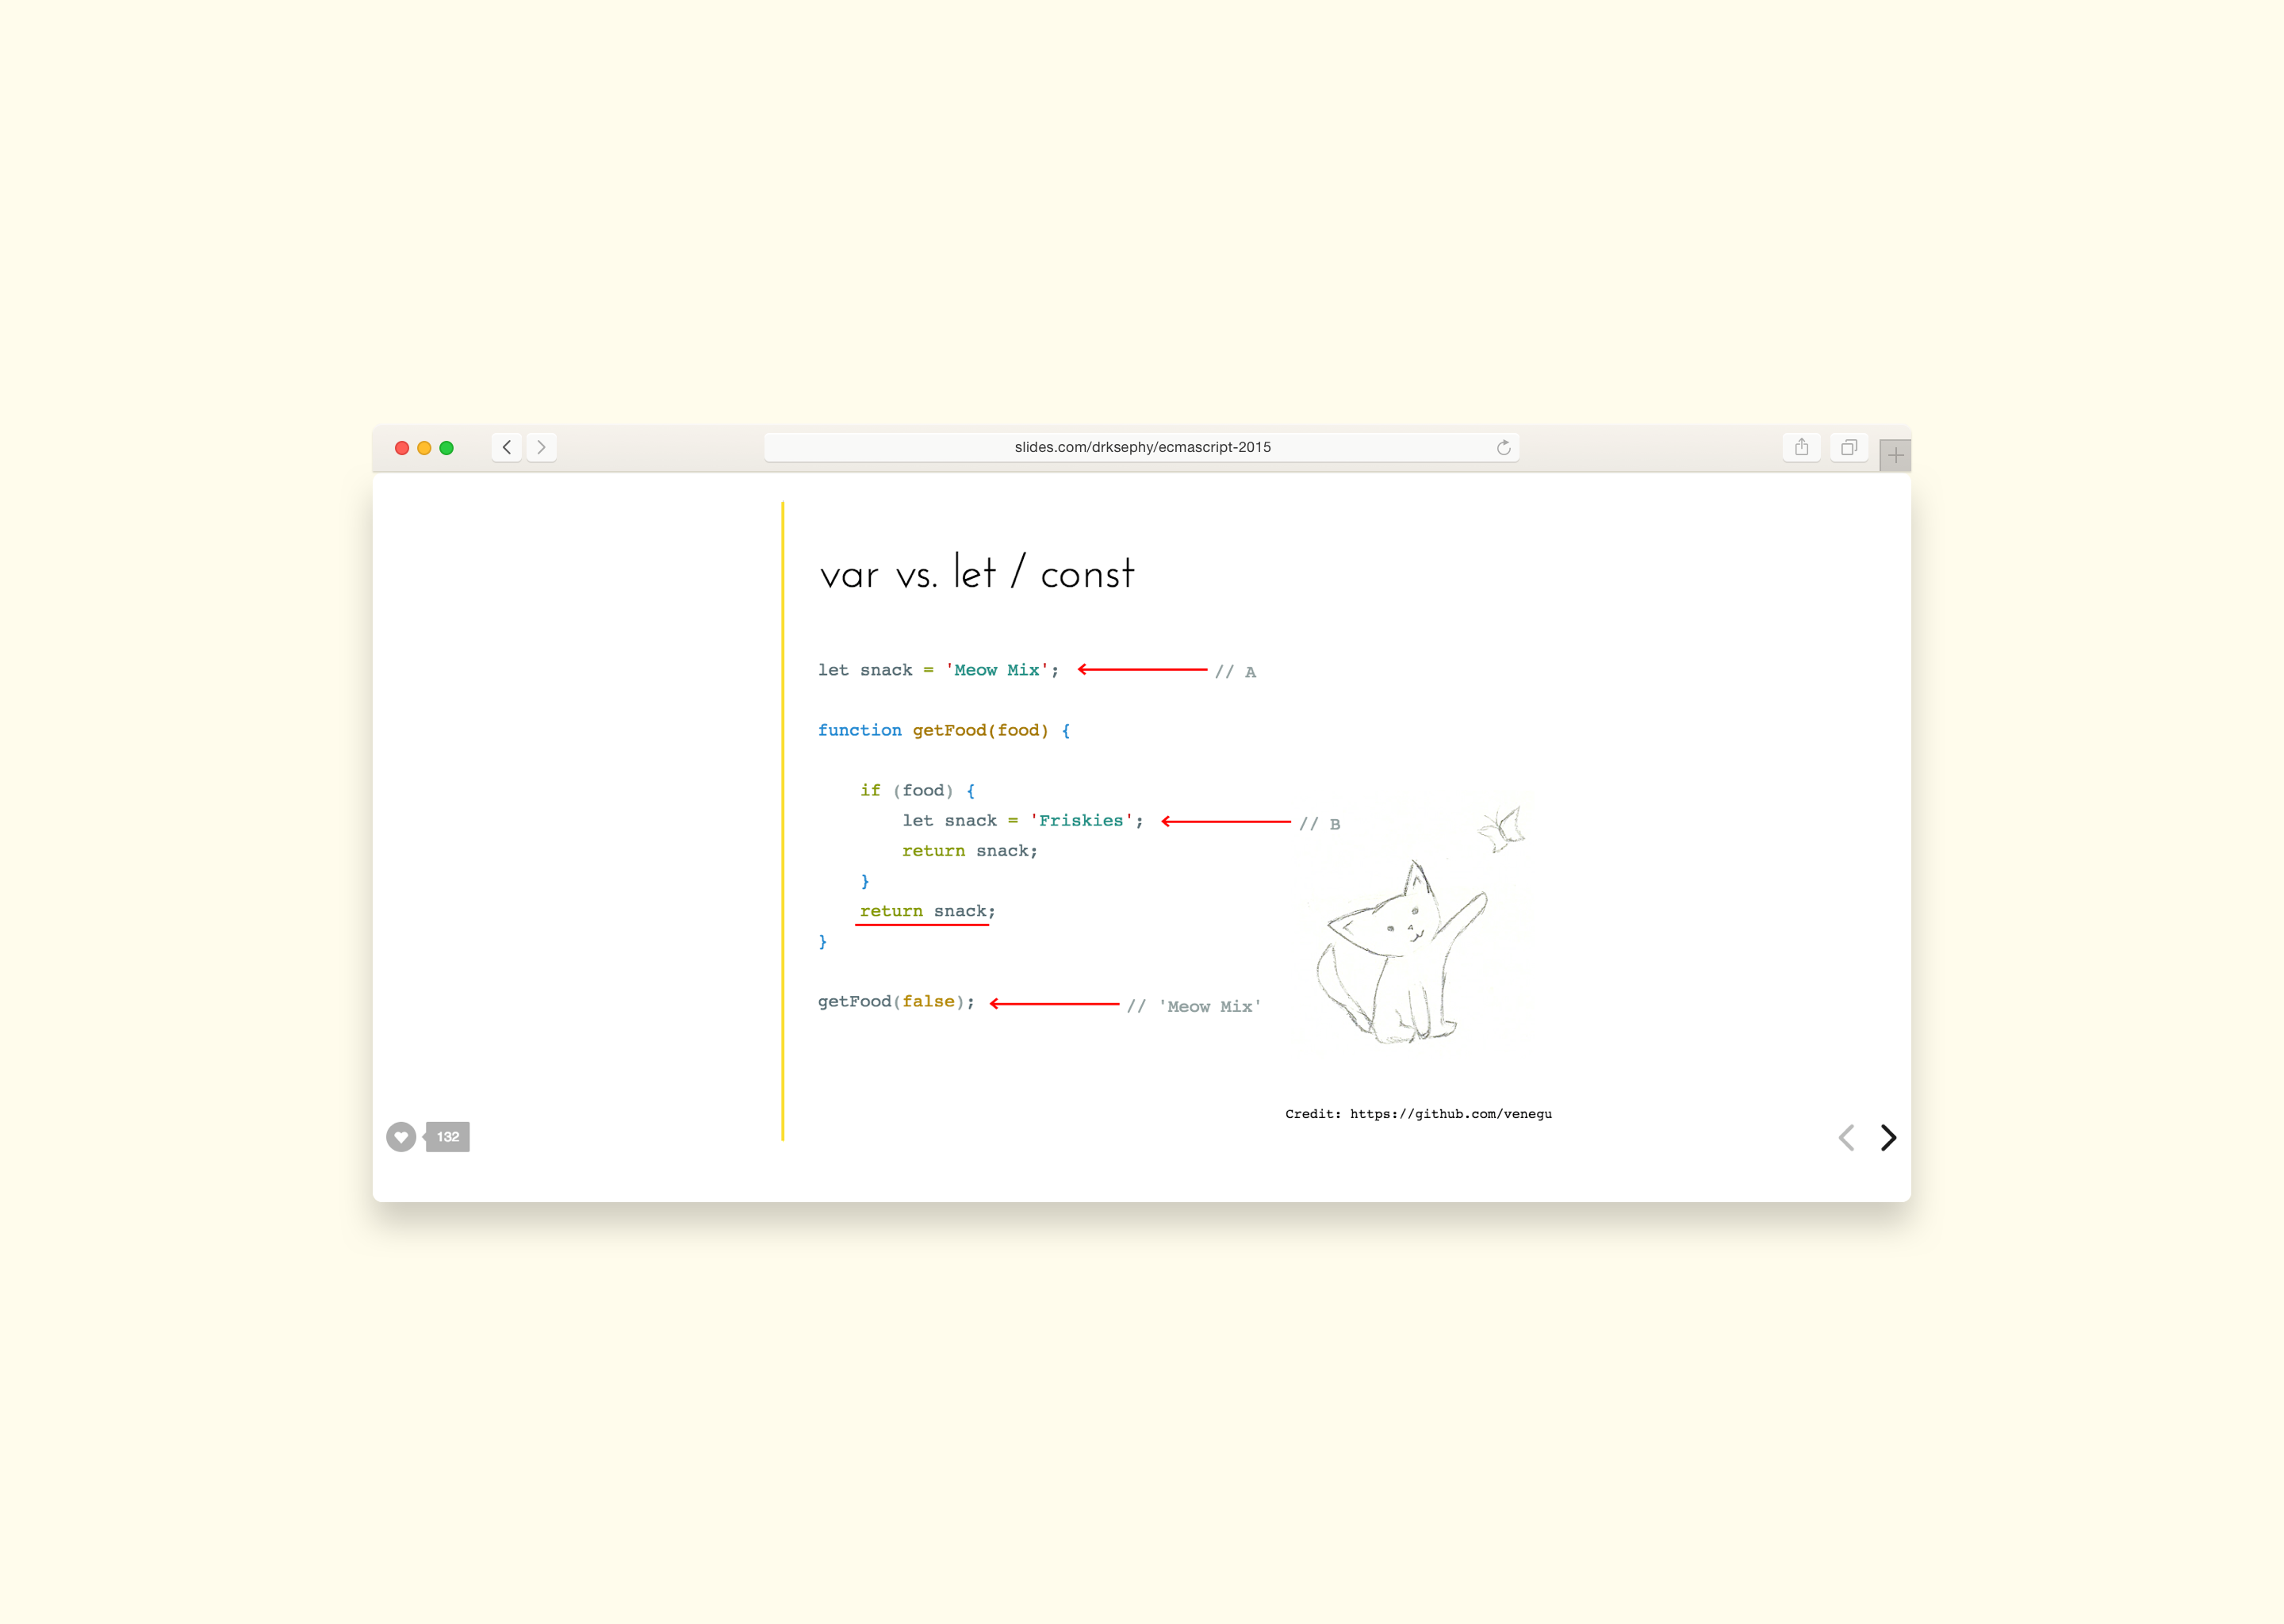 slides.com/drksephy/ecmascript-2015
var vs. let / const
let snack = 'Meow Mix'; // A
function getFood(food) {
if (food) {
let snack = 'Friskies'; // B
return snack;
}
return snack;
}
getFood(false); // 'Meow Mix'
Credit: https://github.com/venegu
132